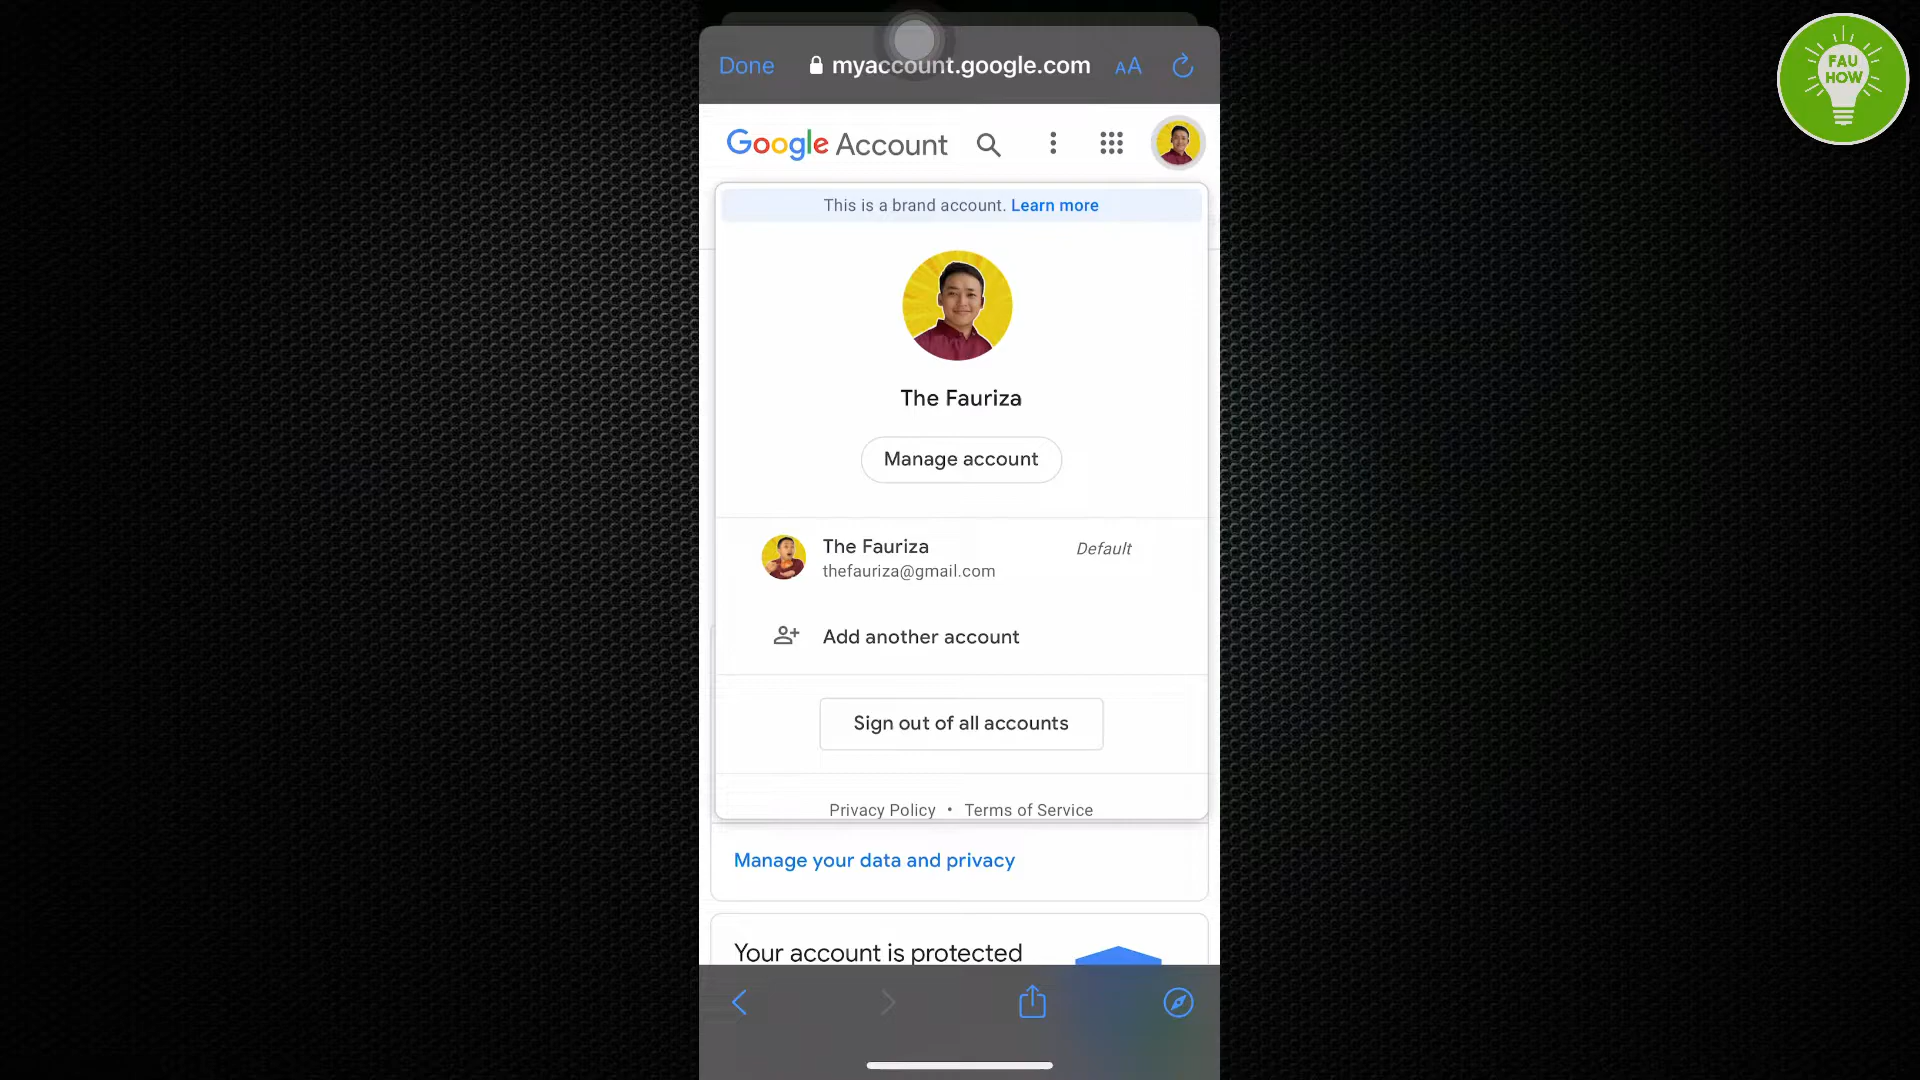 Done
myaccount.google.com
AA
FAU
HOW
Google Account
This is a brand account. Learn more
The Fauriza
Manage account
The Fauriza
Default
thefauriza@gmail.com
Add another account
Sign out of all accounts
Privacy Policy • Terms of Service
Manage your data and privacy
Your account is protected